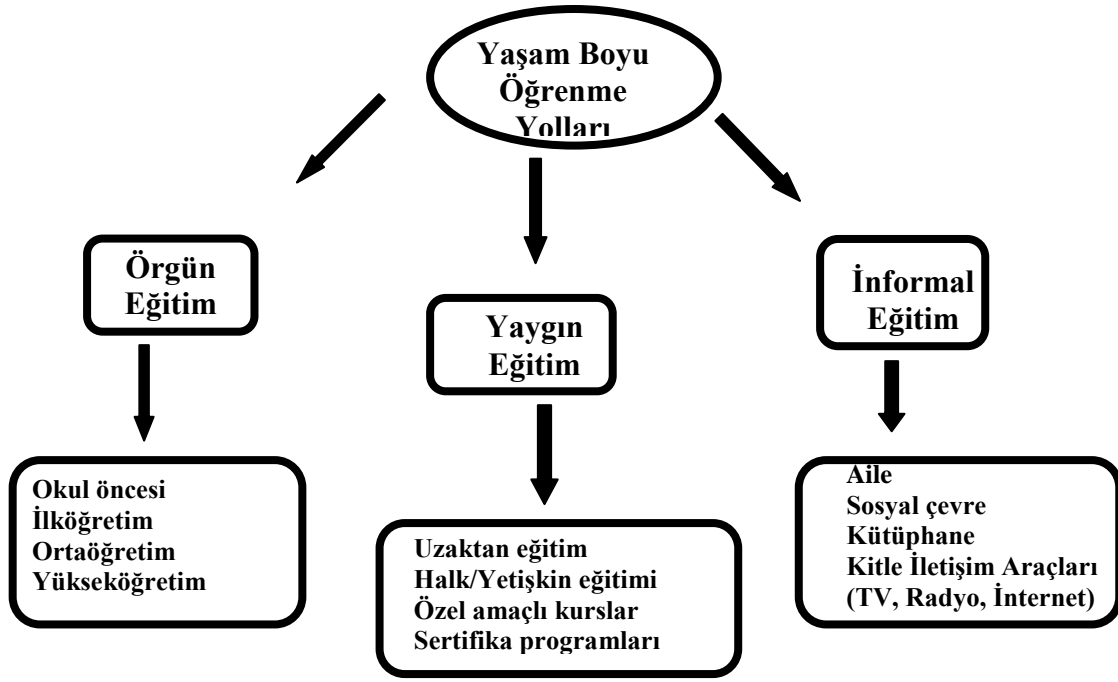 Yaşam Boyu
Öğrenme
Yolları
Örgün
Eğitim
Yaygın
Eğitim
İnformal
Eğitim
Okul öncesi
İlköğretim
Ortaöğretim
Yükseköğretim
Uzaktan eğitim
Halk/Yetişkin eğitimi
Özel amaçlı kurslar
Sertifika programları
Aile
Sosyal çevre
Kütüphane
Kitle İletişim Araçları
(TV, Radyo, İnternet)